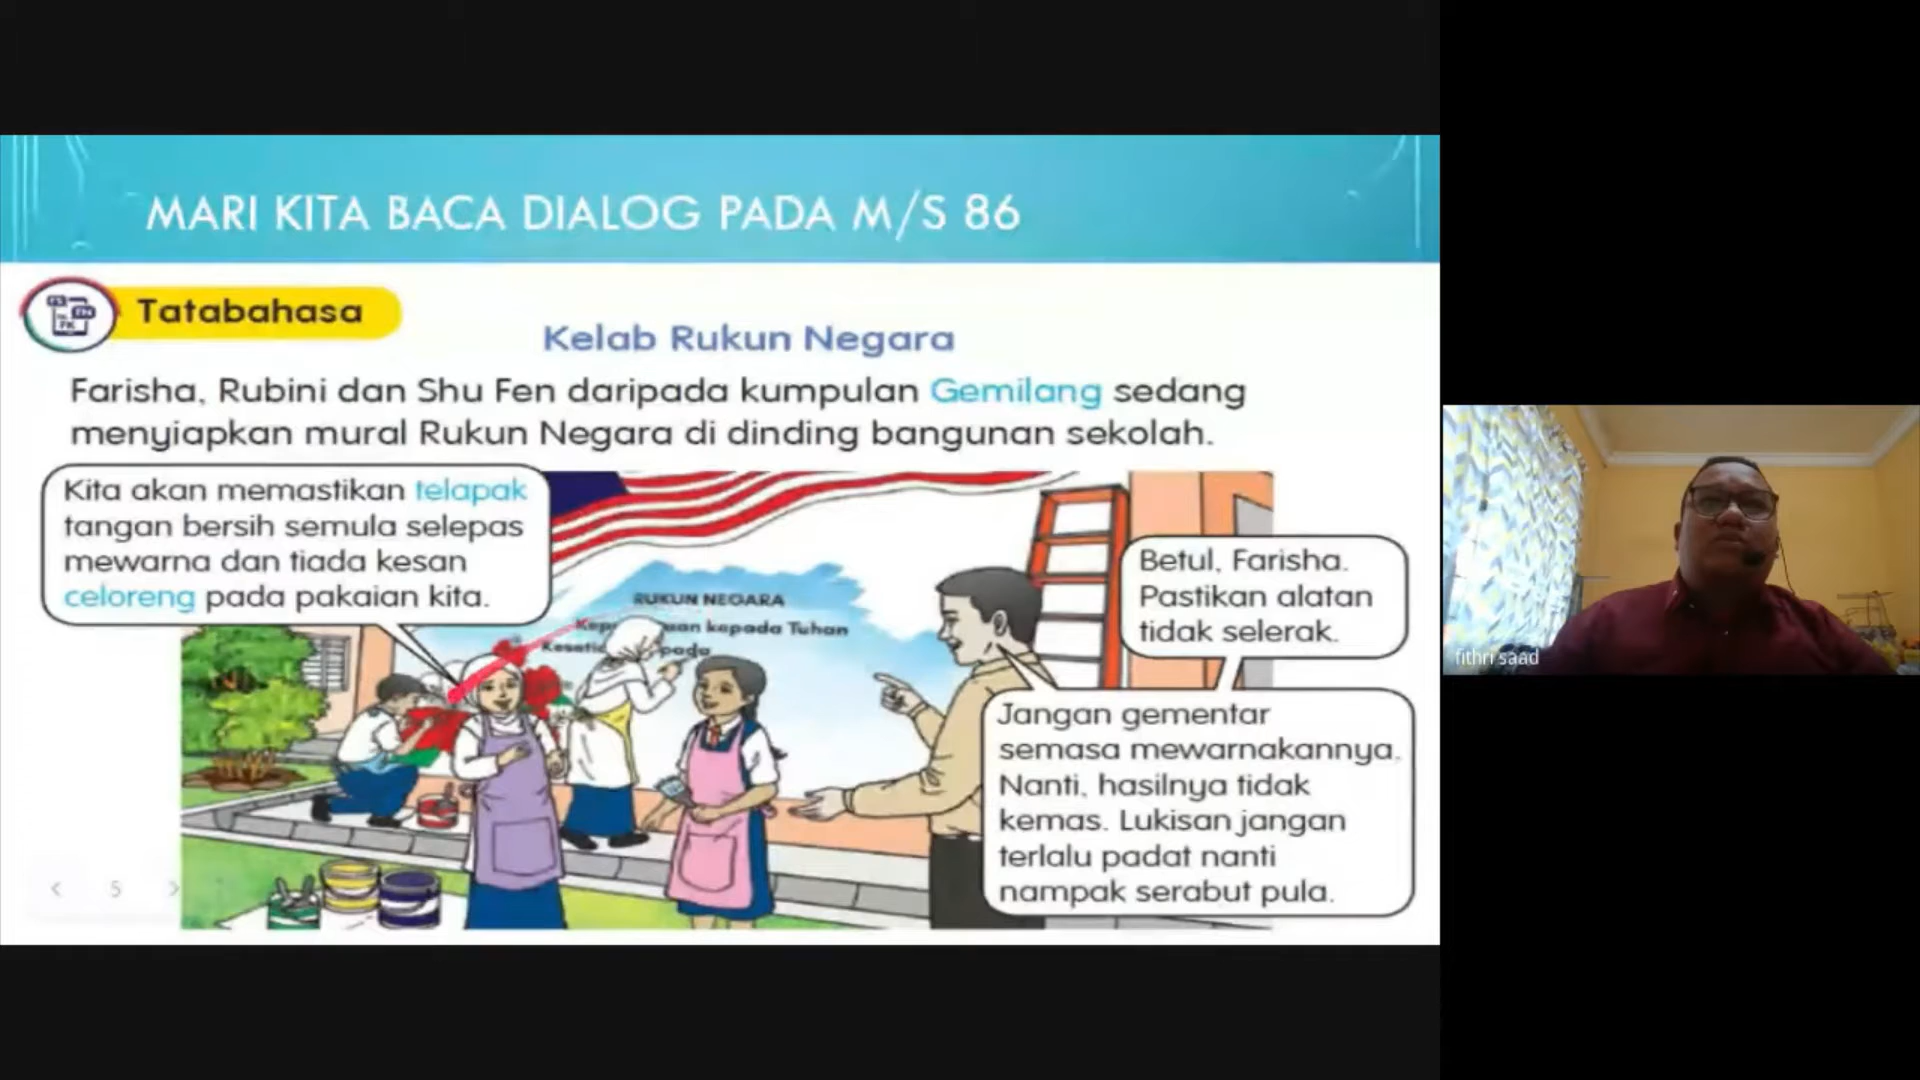 MARI KITA BACA DIALOG PADA M/S 86
Tatabahasa
Kelab Rukun Negara
Farisha, Rubini dan Shu Fen daripada kumpulan Gemilang sedang
menyiapkan mural Rukun Negara di dinding bangunan sekolah.
Kita akan memastikan telapak
tangan bersih semula selepas
mewarna dan tiada kesan
celoreng pada pakaian kita.
Betul, Farisha.
Pastikan alatan
tidak selerak.
RUKUN NEGARA
kepada Tuhan
Jangan gementar
semasa mewarnakannya.
Nanti, hasilnya tidak
kemas. Lukisan jangan
terlalu padat nanti
nampak serabut pula.
5
fithri saad